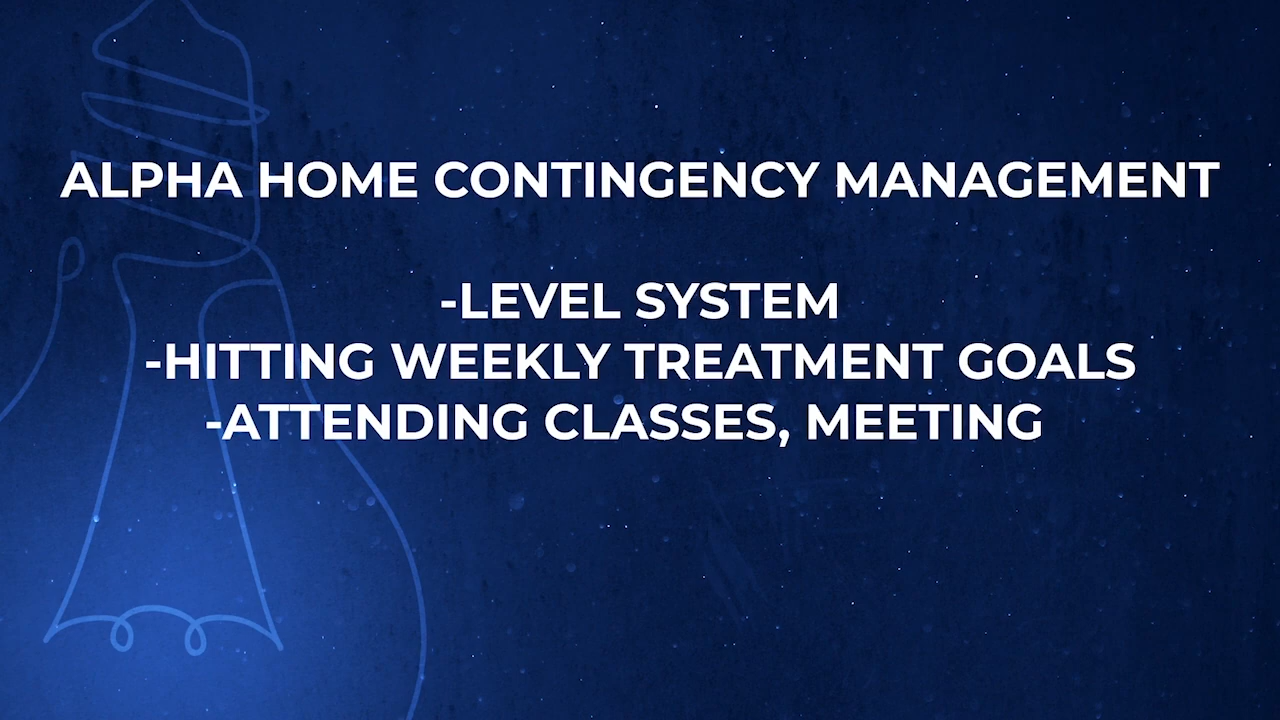 ALPHA HOME CONTINGENCY MANAGEMENT
-LEVEL SYSTEM
-HITTING WEEKLY TREATMENT GOALS
-ATTENDING CLASSES, MEETING